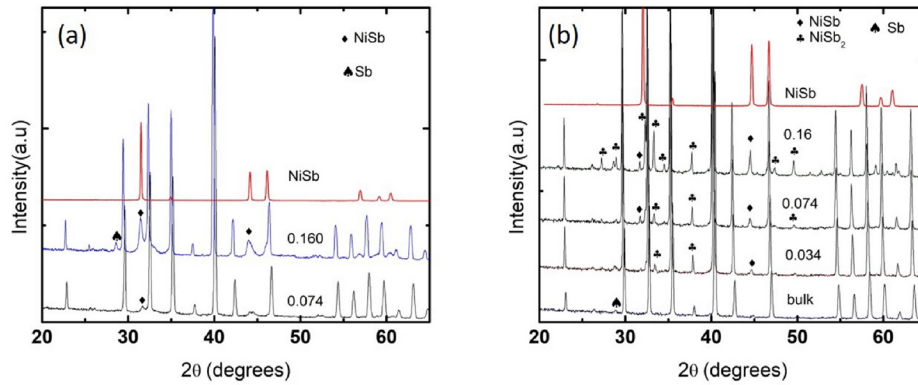 (a)
♦ NiSb
♠ Sb
NiSb
0.160
0.074
Intensity(a.u)
20 30 40 50 60
2θ (degrees)
(b)
♦ NiSb
♣ NiSb₂
♠ Sb
NiSb
0.16
0.074
0.034
bulk
Intensity(a.u)
20 30 40 50 60
2θ (degrees)